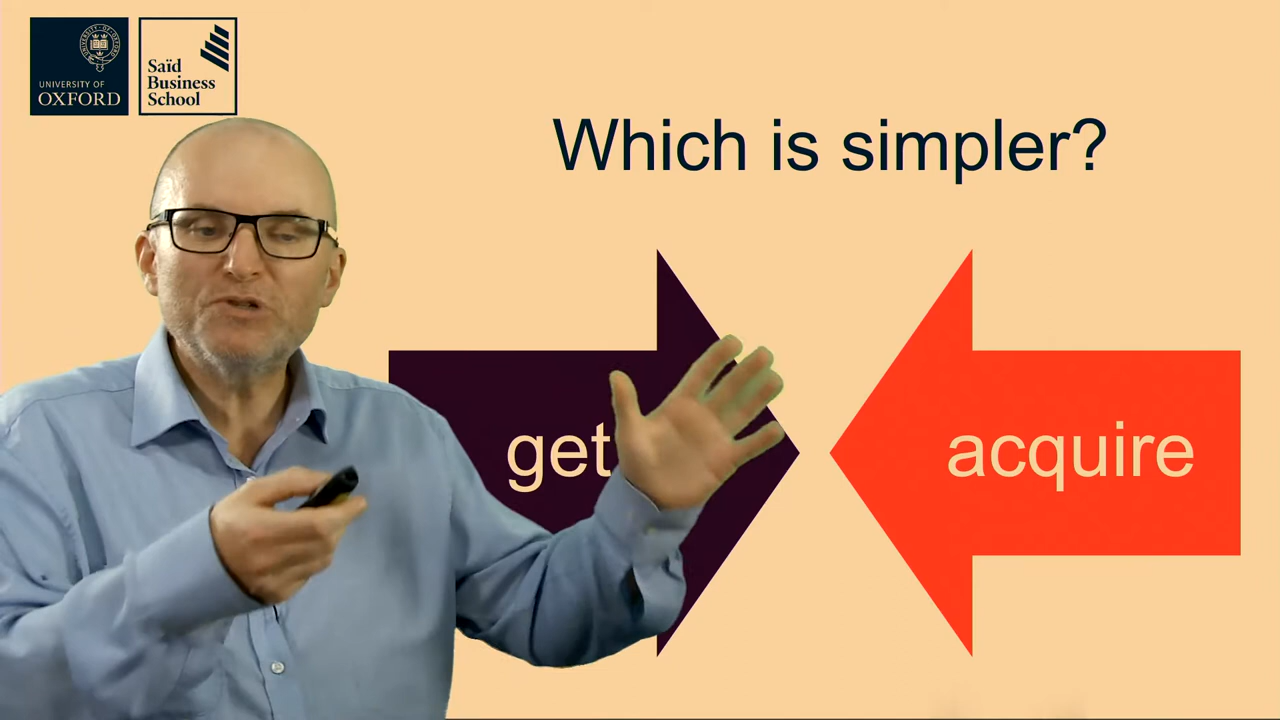 UNIVERSITY OF
OXFORD
Saïd
Business
School
Which is simpler?
get
acquire